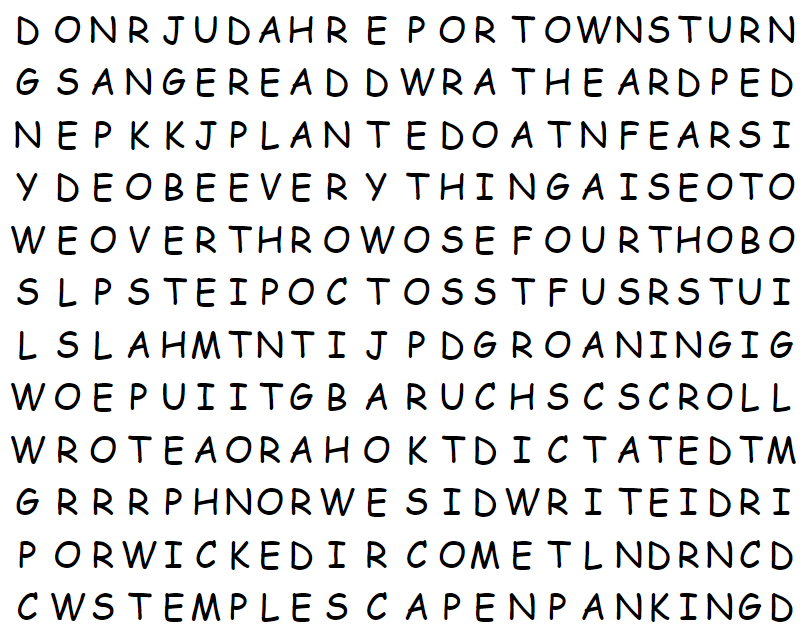 D O N R J U D A H R E P O R T O W N S T U R N
G S A N G E R E A D D W R A T H E A R D P E D
N E P K K J P L A N T E D O A T N F E A R S I
Y D E O B E E V E R Y T H I N G A I S E O T O
W E O V E R T H R O W O S E F O U R T H O B O
S L P S T E I P O C T O S S T F U S R S T U I
L S L A H M T N T I J P D G R O A N I N G I G
W O E P U I I T G B A R U C H S C S C R O L L
W R O T E A O R A H O K T D I C T A T E D T M
G R R R P H N O R W E S I D W R I T E I D R I
P O R W I C K E D I R C O M E T L N D R N C D
C W S T E M P L E S C A P E N P A N K I N G D